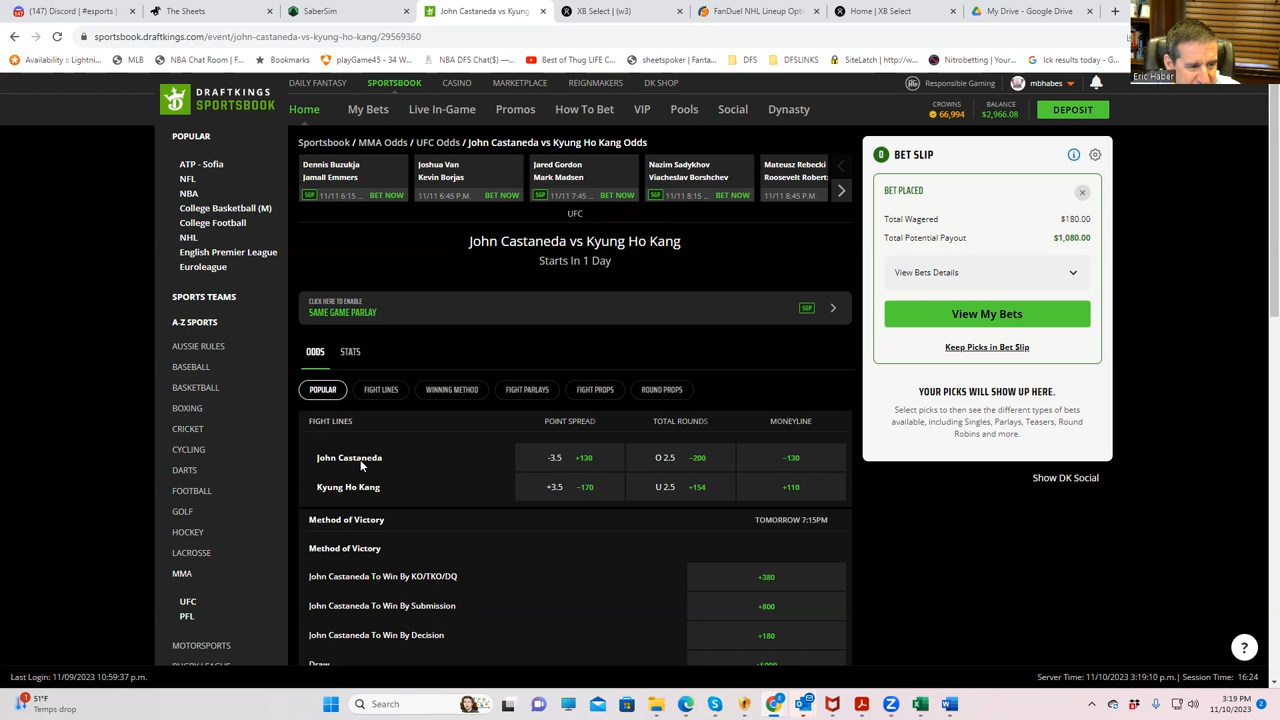 (147) Discord | #esports | D
The Sheets
SaberSim
John Castaneda vs Kyung
XB Select | (w3)
FanDuel NHL Lineup Opti
Home | XB Select
My Drive - Google Drive
sportsbook.draftkings.com/event/john-castaneda-vs-kyung-ho-kang/29569360
Availability :: Lightni...
MLB
NBA Chat Room | F...
Bookmarks
playGame45 - 34 W...
NBA DFS Chat($) -...
Best of HIGH LIFE C...
sheetspoker | Fanta...
DFS
DFSLINKS
SiteLatch | http://w...
Nitrobetting | Your...
Ick results today -...
Eric Haber
DRAFTKINGS
SPORTSBOOK
DAILY FANTASY
SPORTSBOOK
CASINO
MARKETPLACE
REIGNMAKERS
DK SHOP
Responsible Gaming
mbhabes
Home
My Bets
Live In-Game
Promos
How To Bet
VIP
Pools
Social
Dynasty
CROWNS
66,994
BALANCE
$2,966.08
DEPOSIT
POPULAR
ATP - Sofia
NFL
NBA
College Basketball (M)
College Football
NHL
English Premier League
Euroleague
SPORTS TEAMS
A-Z SPORTS
AUSSIE RULES
BASEBALL
BASKETBALL
BOXING
CRICKET
CYCLING
DARTS
FOOTBALL
GOLF
HOCKEY
LACROSSE
MMA
UFC
PFL
MOTORSPORTS
RUGBY LEAGUE
Sportsbook / MMA Odds / UFC Odds / John Castaneda vs Kyung Ho Kang Odds
Dennis Buzukja
Jamall Emmers
SGP 11/11 6:15 ... BET NOW
Joshua Van
Kevin Borjas
11/11 6:45 P.M. BET NOW
Jared Gordon
Mark Madsen
SGP 11/11 7:45 ... BET NOW
Nazim Sadykhov
Viacheslav Borshchev
SGP 11/11 8:15 ... BET NOW
Mateusz Rebecki
Roosevelt Robert
11/11 8:45 P.M.
UFC
John Castaneda vs Kyung Ho Kang
Starts In 1 Day
CLICK HERE TO ENABLE
SAME GAME PARLAY
SGP
ODDS
STATS
POPULAR
FIGHT LINES
WINNING METHOD
FIGHT PARLAYS
FIGHT PROPS
ROUND PROPS
FIGHT LINES POINT SPREAD TOTAL ROUNDS MONEYLINE
John Castaneda -3.5 +130 O 2.5 −200 −130
Kyung Ho Kang +3.5 −170 U 2.5 +154 +110
Method of Victory TOMORROW 7:15PM
Method of Victory
John Castaneda To Win By KO/TKO/DQ +380
John Castaneda To Win By Submission +800
John Castaneda To Win By Decision +180
Draw +5000
0 BET SLIP
BET PLACED
Total Wagered $180.00
Total Potential Payout $1,080.00
View Bets Details
View My Bets
Keep Picks in Bet Slip
YOUR PICKS WILL SHOW UP HERE.
Select picks to then see the different types of bets
available, including Singles, Parlays, Teasers, Round
Robins and more.
Show DK Social
?
Last Login: 11/09/2023 10:59:37 p.m.
Server Time: 11/10/2023 3:19:10 p.m.| Session Time: 16:24
1
51°F
Temps drop
Search
3:19 PM
11/10/2023
2